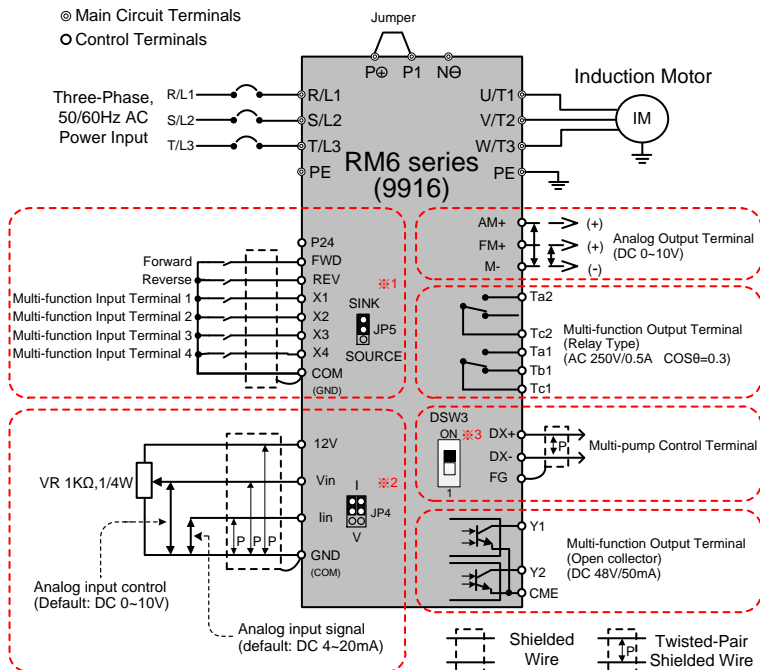 ◎ Main Circuit Terminals
O Control Terminals
Jumper
P⊕ P1 N⊖
Three-Phase,
50/60Hz AC
Power Input
R/L1
S/L2
T/L3
R/L1
S/L2
T/L3
PE
RM6 series
(9916)
U/T1
V/T2
W/T3
PE
Induction Motor
IM
P24
FWD
REV
X1
X2
X3
X4
COM
(GND)
Forward
Reverse
Multi-function Input Terminal 1
Multi-function Input Terminal 2
Multi-function Input Terminal 3
Multi-function Input Terminal 4
※1
SINK
JP5
SOURCE
AM+
FM+
M-
(+)
(+)
(-)
Analog Output Terminal
(DC 0~10V)
Ta2
Tc2
Ta1
Tb1
Tc1
Multi-function Output Terminal
(Relay Type)
(AC 250V/0.5A COSθ=0.3)
12V
Vin
Iin
GND
(COM)
VR 1KΩ,1/4W
P P P
Analog input control
(Default: DC 0~10V)
Analog input signal
(default: DC 4~20mA)
※2
I
JP4
V
DSW3
ON
※3
1
DX+
DX-
FG
P
Multi-pump Control Terminal
Y1
Y2
CME
Multi-function Output Terminal
(Open collector)
(DC 48V/50mA)
Shielded
Wire
P
Twisted-Pair
Shielded Wire